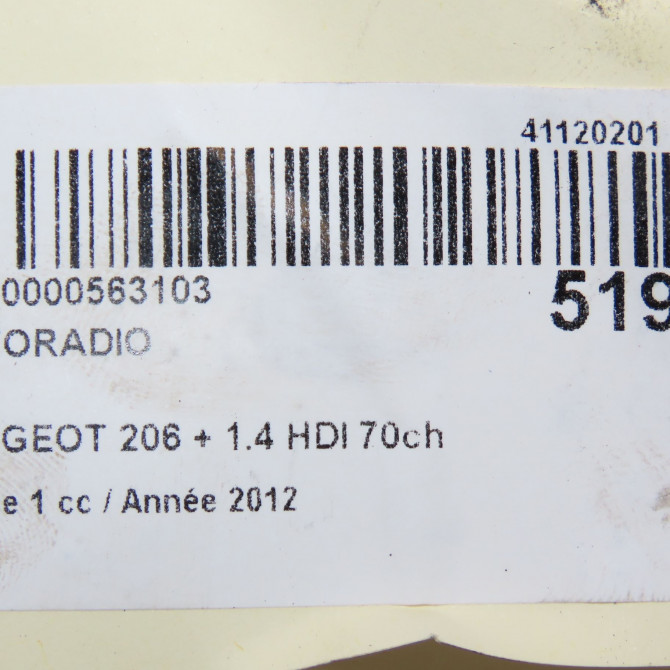 41120201
0000563103
519
ORADIO
GEOT 206 + 1.4 HDI 70ch
e 1 cc / Année 2012